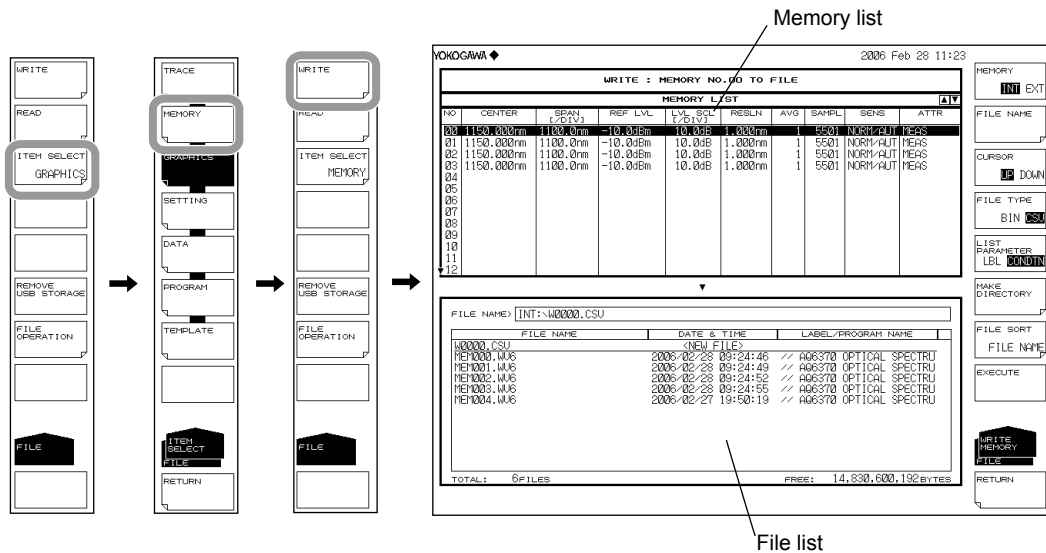 Memory list
WRITE
READ
ITEM SELECT
GRAPHICS
REMOVE
USB STORAGE
FILE
OPERATION
FILE
TRACE
MEMORY
GRAPHICS
SETTING
DATA
PROGRAM
TEMPLATE
ITEM
SELECT
FILE
RETURN
WRITE
READ
ITEM SELECT
MEMORY
REMOVE
USB STORAGE
FILE
OPERATION
FILE
YOKOGAWA 2006 Feb 28 11:23
WRITE : MEMORY NO.00 TO FILE
MEMORY LIST
NO CENTER SPAN [/DIV] REF LVL LVL SCL [/DIV] RESLN AVG SAMPL SENS ATTR
00 1150.000nm 1100.0nm -10.0dBm 10.0dB 1.000nm 1 5501 NORM/AUT MEAS
01 1150.000nm 1100.0nm -10.0dBm 10.0dB 1.000nm 1 5501 NORM/AUT MEAS
02 1150.000nm 1100.0nm -10.0dBm 10.0dB 1.000nm 1 5501 NORM/AUT MEAS
03 1150.000nm 1100.0nm -10.0dBm 10.0dB 1.000nm 1 5501 NORM/AUT MEAS
04
05
06
07
08
09
10
11
12
FILE NAME> INT:\W0000.CSV
FILE NAME DATE & TIME LABEL/PROGRAM NAME
W0000.CSV <NEW FILE>
MEM000.WV6 2006/02/28 09:24:46 // AQ6370 OPTICAL SPECTRU
MEM001.WV6 2006/02/28 09:24:49 // AQ6370 OPTICAL SPECTRU
MEM002.WV6 2006/02/28 09:24:52 // AQ6370 OPTICAL SPECTRU
MEM003.WV6 2006/02/28 09:24:55 // AQ6370 OPTICAL SPECTRU
MEM004.WV6 2006/02/27 19:50:19 // AQ6370 OPTICAL SPECTRU
TOTAL: 6FILES FREE: 14,830,600,192BYTES
MEMORY
INT EXT
FILE NAME
CURSOR
UP DOWN
FILE TYPE
BIN CSV
LIST
PARAMETER
LBL CONDTN
MAKE
DIRECTORY
FILE SORT
FILE NAME
EXECUTE
WRITE
MEMORY
FILE
RETURN
File list